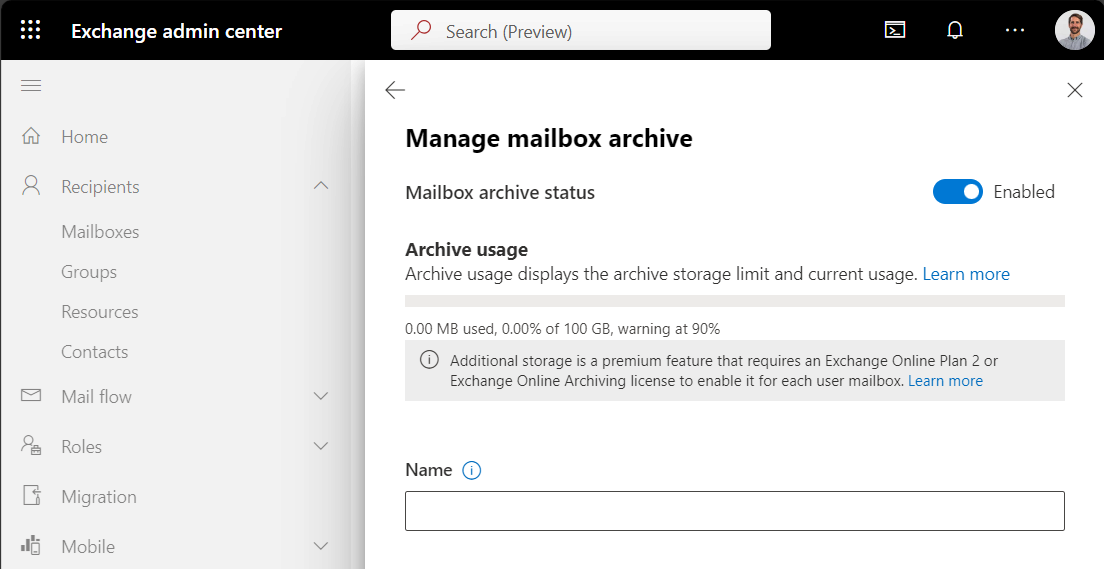 Exchange admin center
Search (Preview)
Home
Recipients
Mailboxes
Groups
Resources
Contacts
Mail flow
Roles
Migration
Mobile
Manage mailbox archive
Mailbox archive status
Enabled
Archive usage
Archive usage displays the archive storage limit and current usage. Learn more
0.00 MB used, 0.00% of 100 GB, warning at 90%
Additional storage is a premium feature that requires an Exchange Online Plan 2 or
Exchange Online Archiving license to enable it for each user mailbox. Learn more
Name